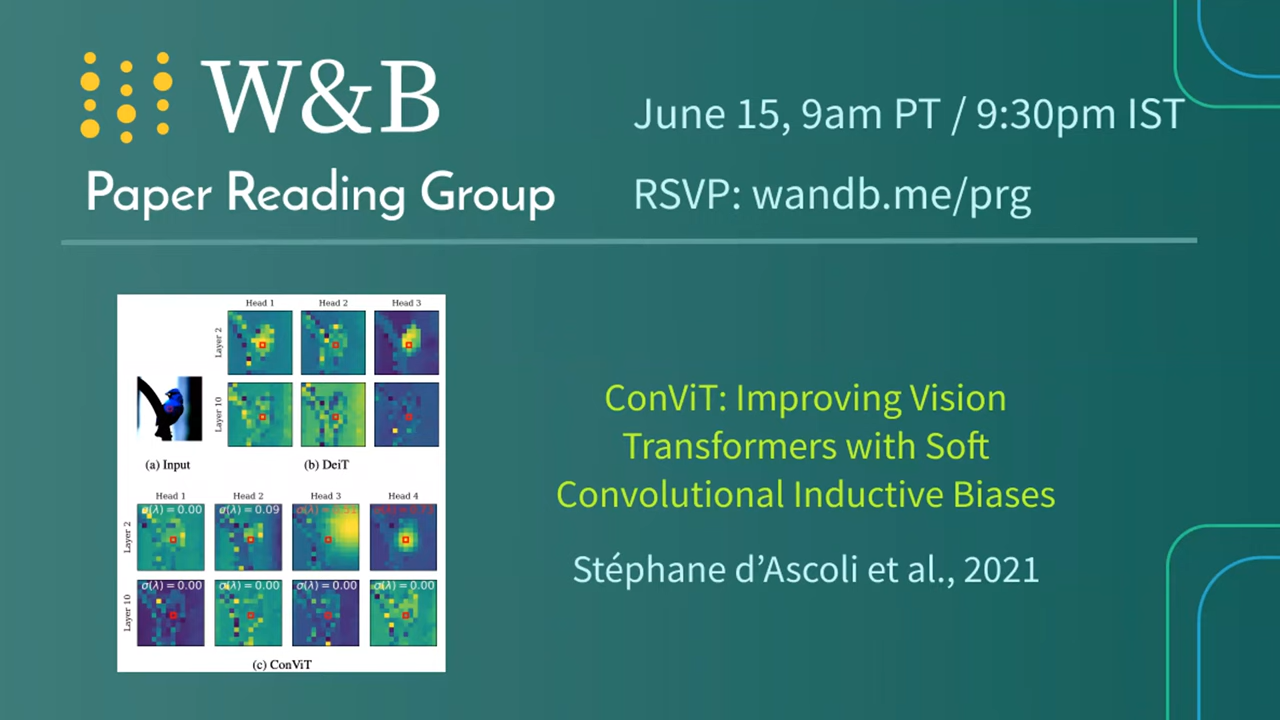 W&B
Paper Reading Group
June 15, 9am PT / 9:30pm IST
RSVP: wandb.me/prg
Head 1 Head 2 Head 3
Layer 2
Layer 10
(a) Input
(b) DeiT
Head 1 Head 2 Head 3 Head 4
Layer 2
σ(λ) = 0.00 σ(λ) = 0.09
Layer 10
σ(λ) = 0.00 σ(λ) = 0.00 σ(λ) = 0.00 σ(λ) = 0.00
(c) ConViT
ConViT: Improving Vision
Transformers with Soft
Convolutional Inductive Biases
Stéphane d’Ascoli et al., 2021